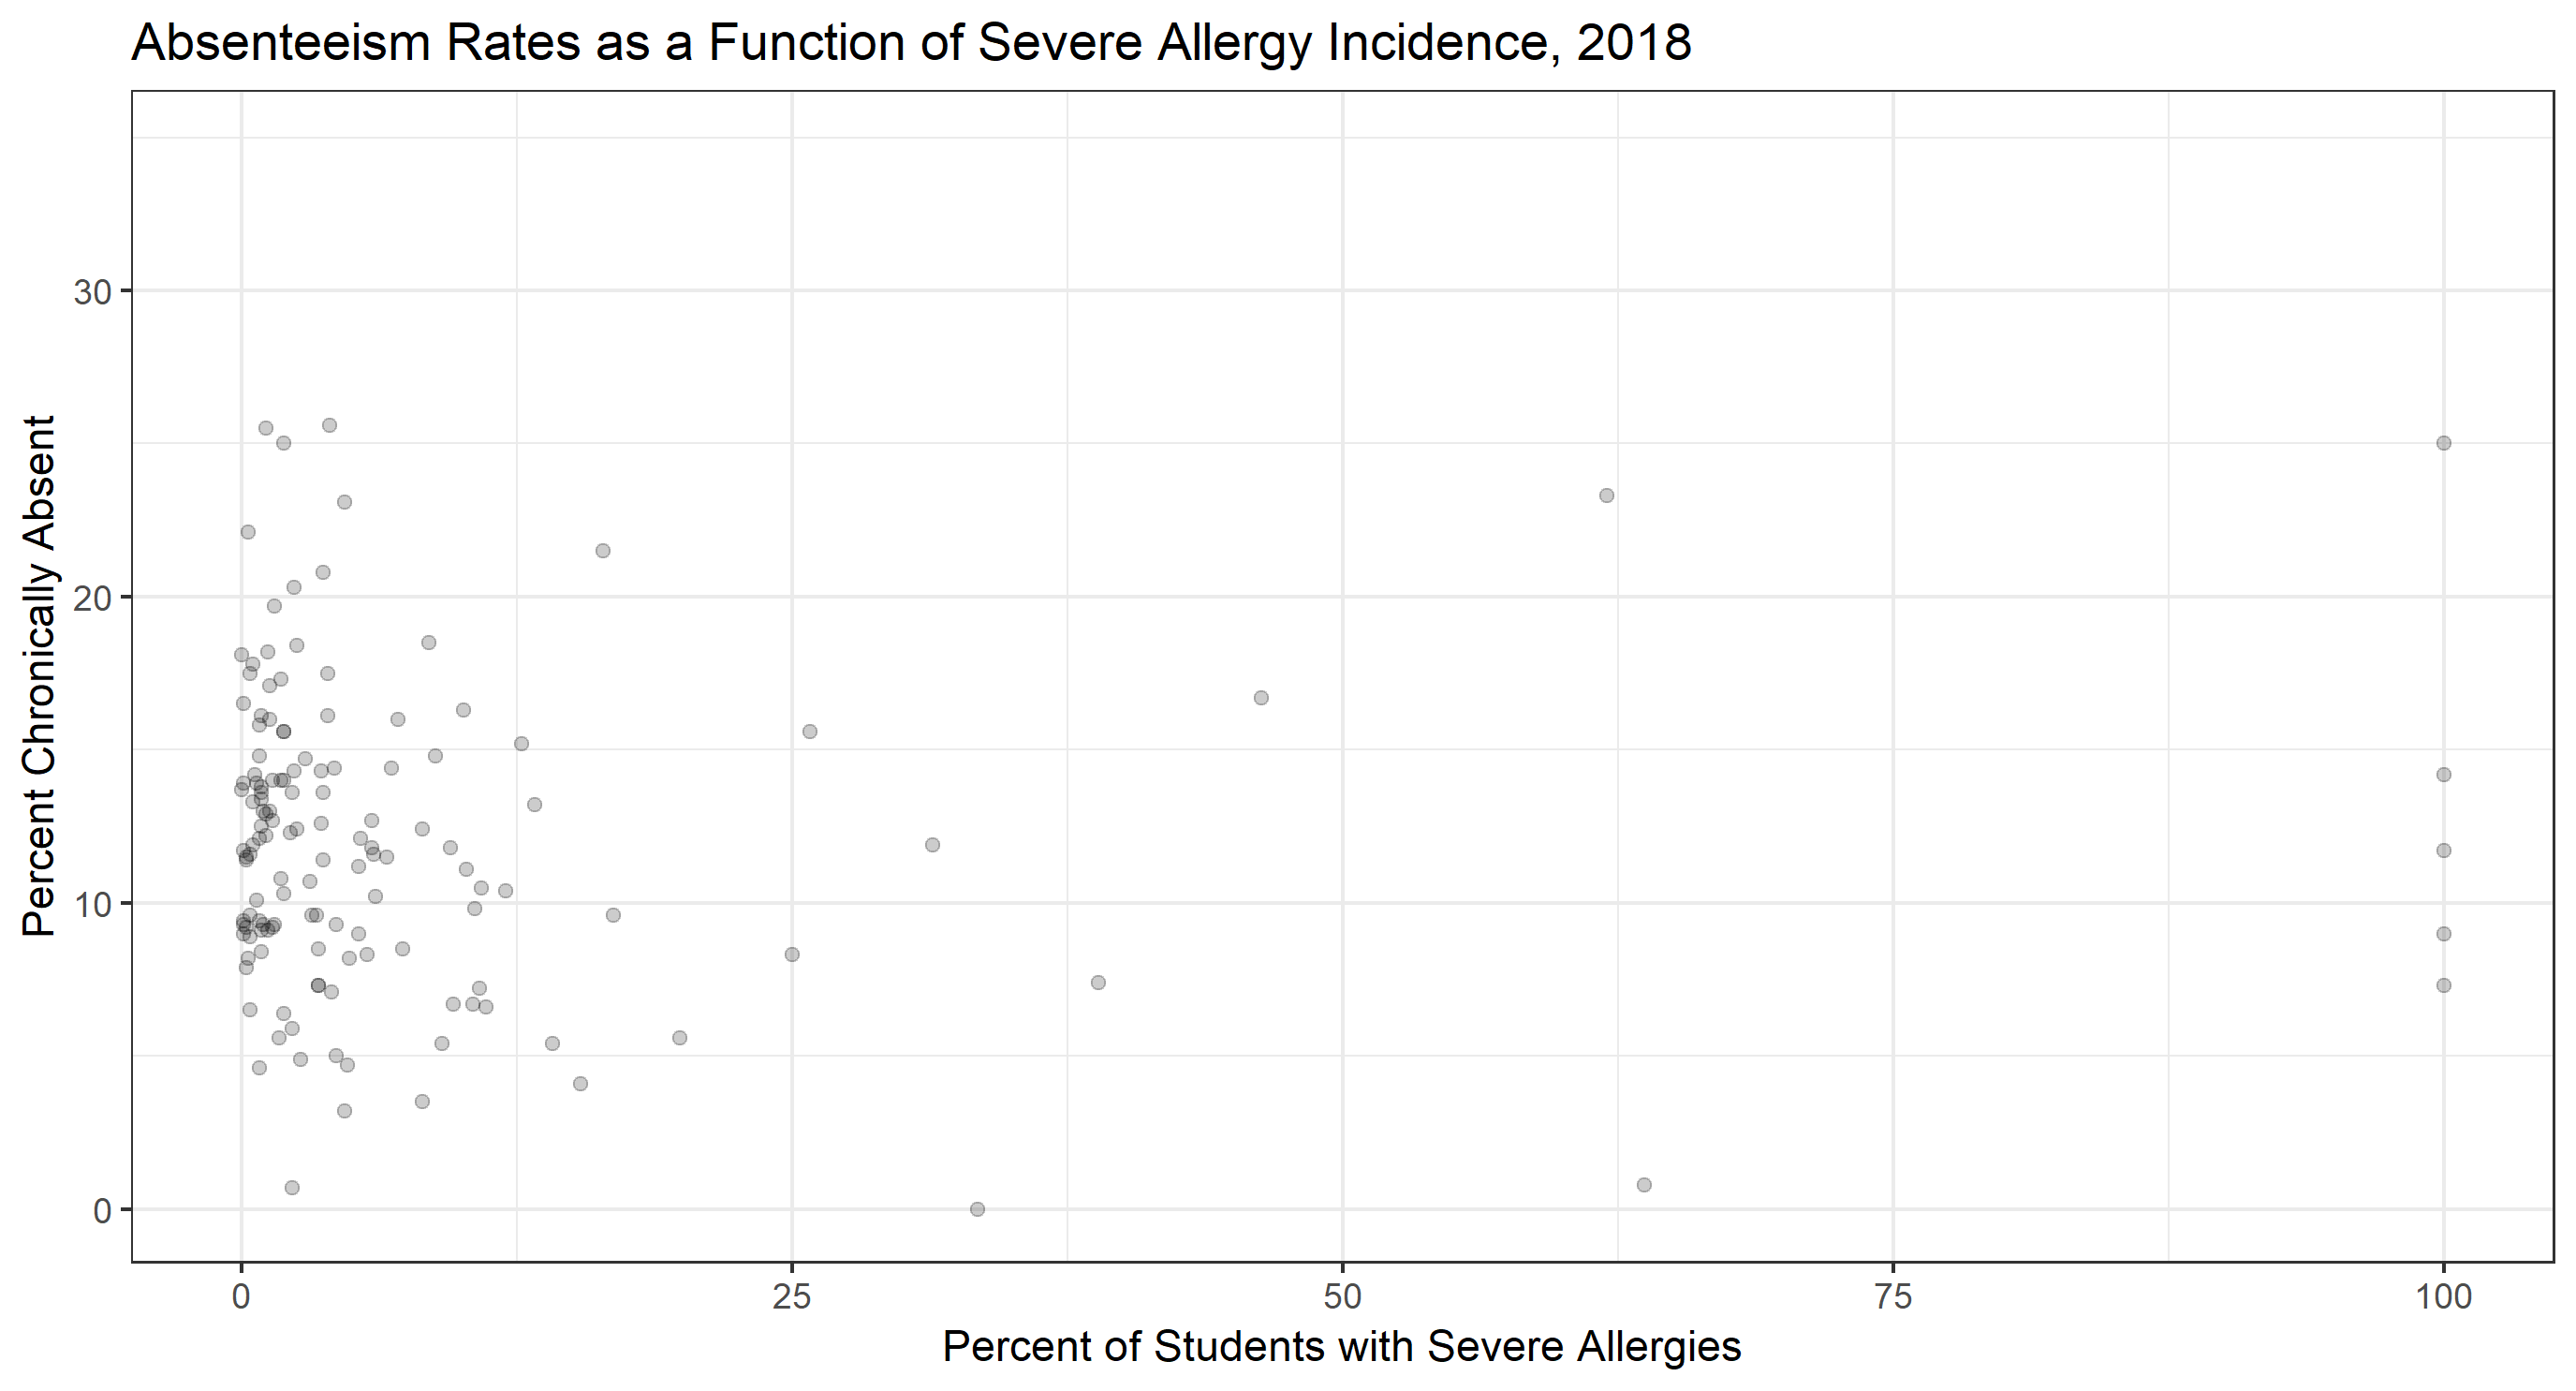 Absenteeism Rates as a Function of Severe Allergy Incidence, 2018
Percent Chronically Absent
30
20
10
0
0 25 50 75 100
Percent of Students with Severe Allergies